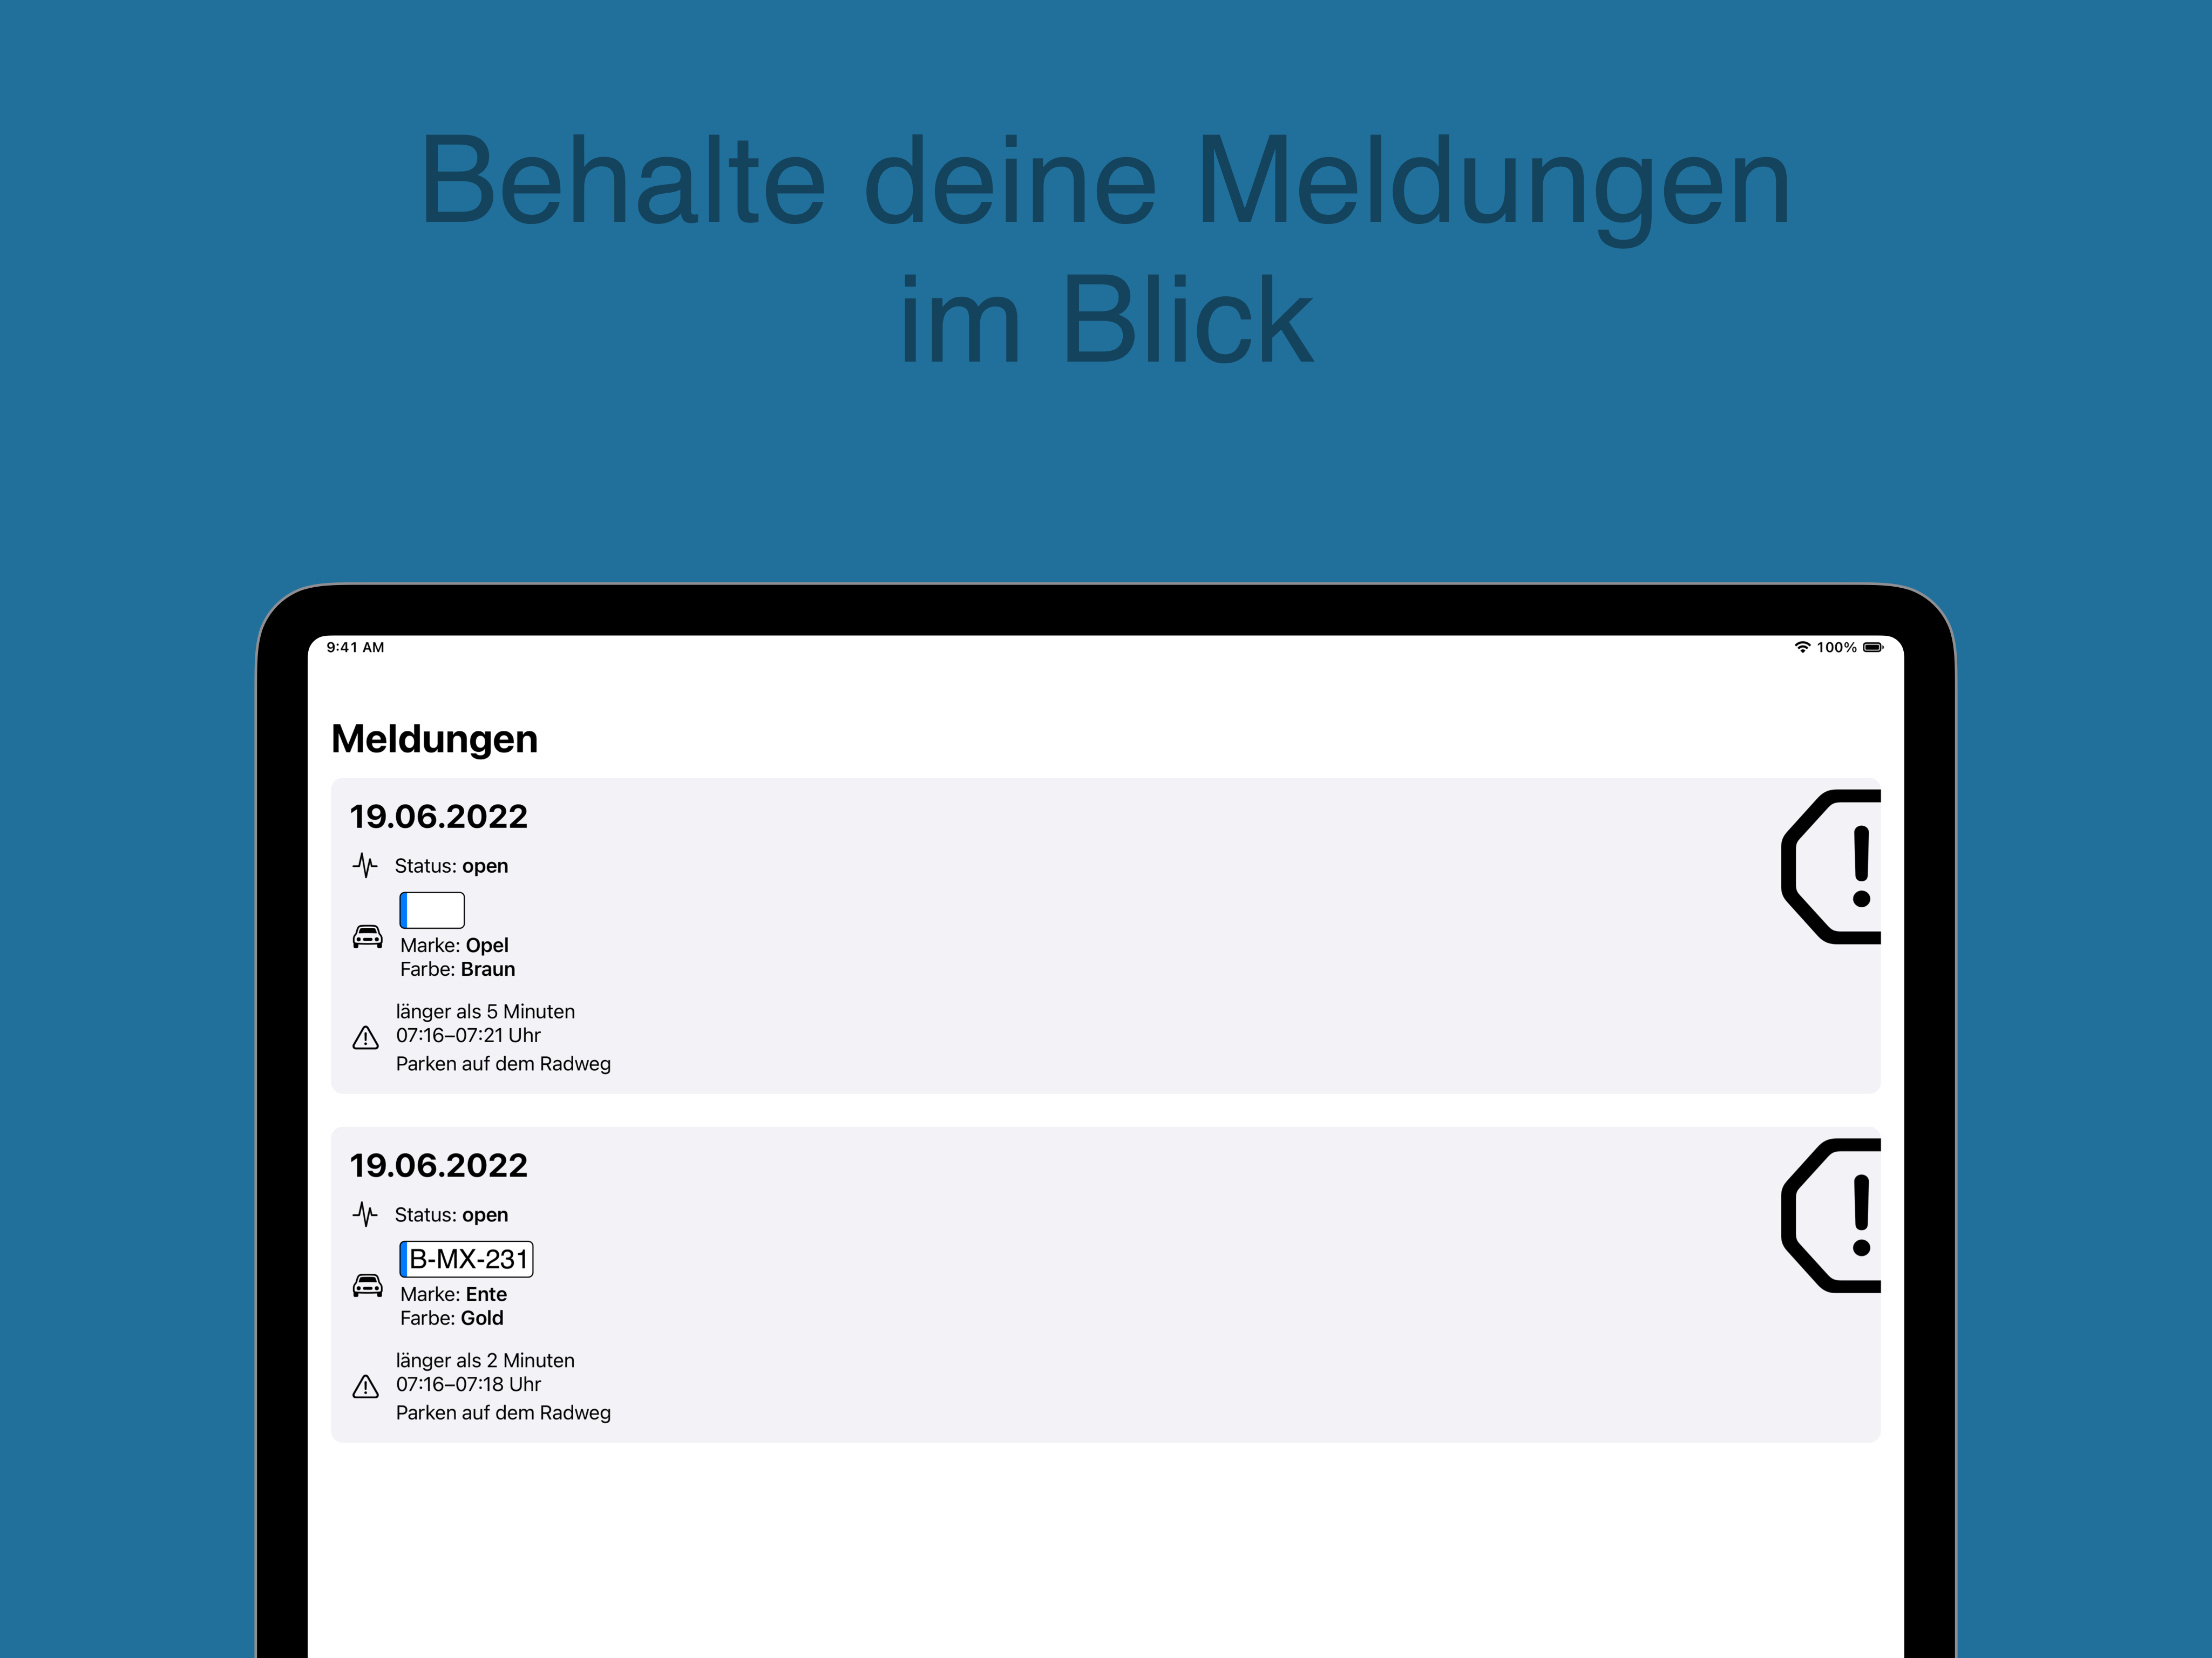 Behalte deine Meldungen
im Blick
9:41 AM
100%
Meldungen
19.06.2022
Status: open
Marke: Opel
Farbe: Braun
länger als 5 Minuten
07:16–07:21 Uhr
Parken auf dem Radweg
19.06.2022
Status: open
B-MX-231
Marke: Ente
Farbe: Gold
länger als 2 Minuten
07:16–07:18 Uhr
Parken auf dem Radweg